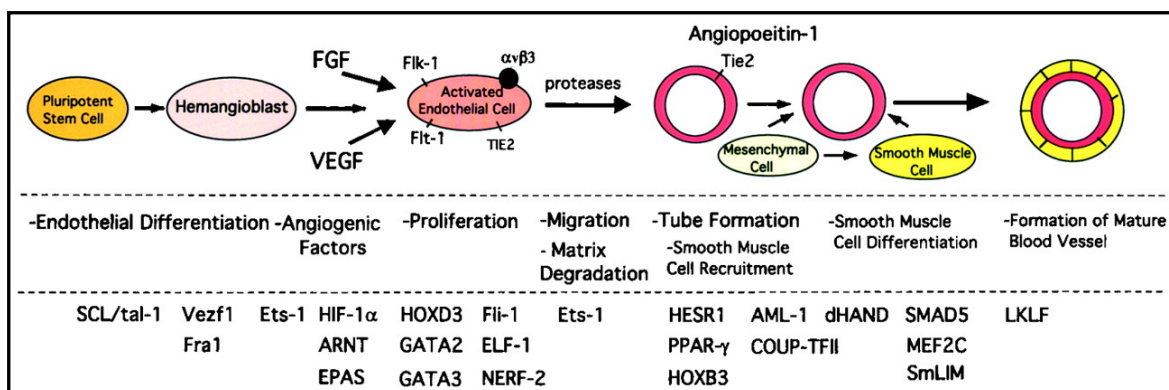 Angiopoeitin-1
FGF
Flk-1
αvβ3
Tie2
proteases
Pluripotent
Stem Cell
Hemangioblast
Activated
Endothelial Cell
Flt-1
TIE2
VEGF
Mesenchymal
Cell
Smooth Muscle
Cell
-Endothelial Differentiation
-Angiogenic
Factors
-Proliferation
-Migration
- Matrix
Degradation
-Tube Formation
-Smooth Muscle
Cell Recruitment
-Smooth Muscle
Cell Differentiation
-Formation of Mature
Blood Vessel
SCL/tal-1 Vezf1 Ets-1 HIF-1α HOXD3 Fli-1 Ets-1 HESR1 AML-1 dHAND SMAD5 LKLF
Fra1 ARNT GATA2 ELF-1 PPAR-γ COUP-TFII MEF2C
EPAS GATA3 NERF-2 HOXB3 SmLIM